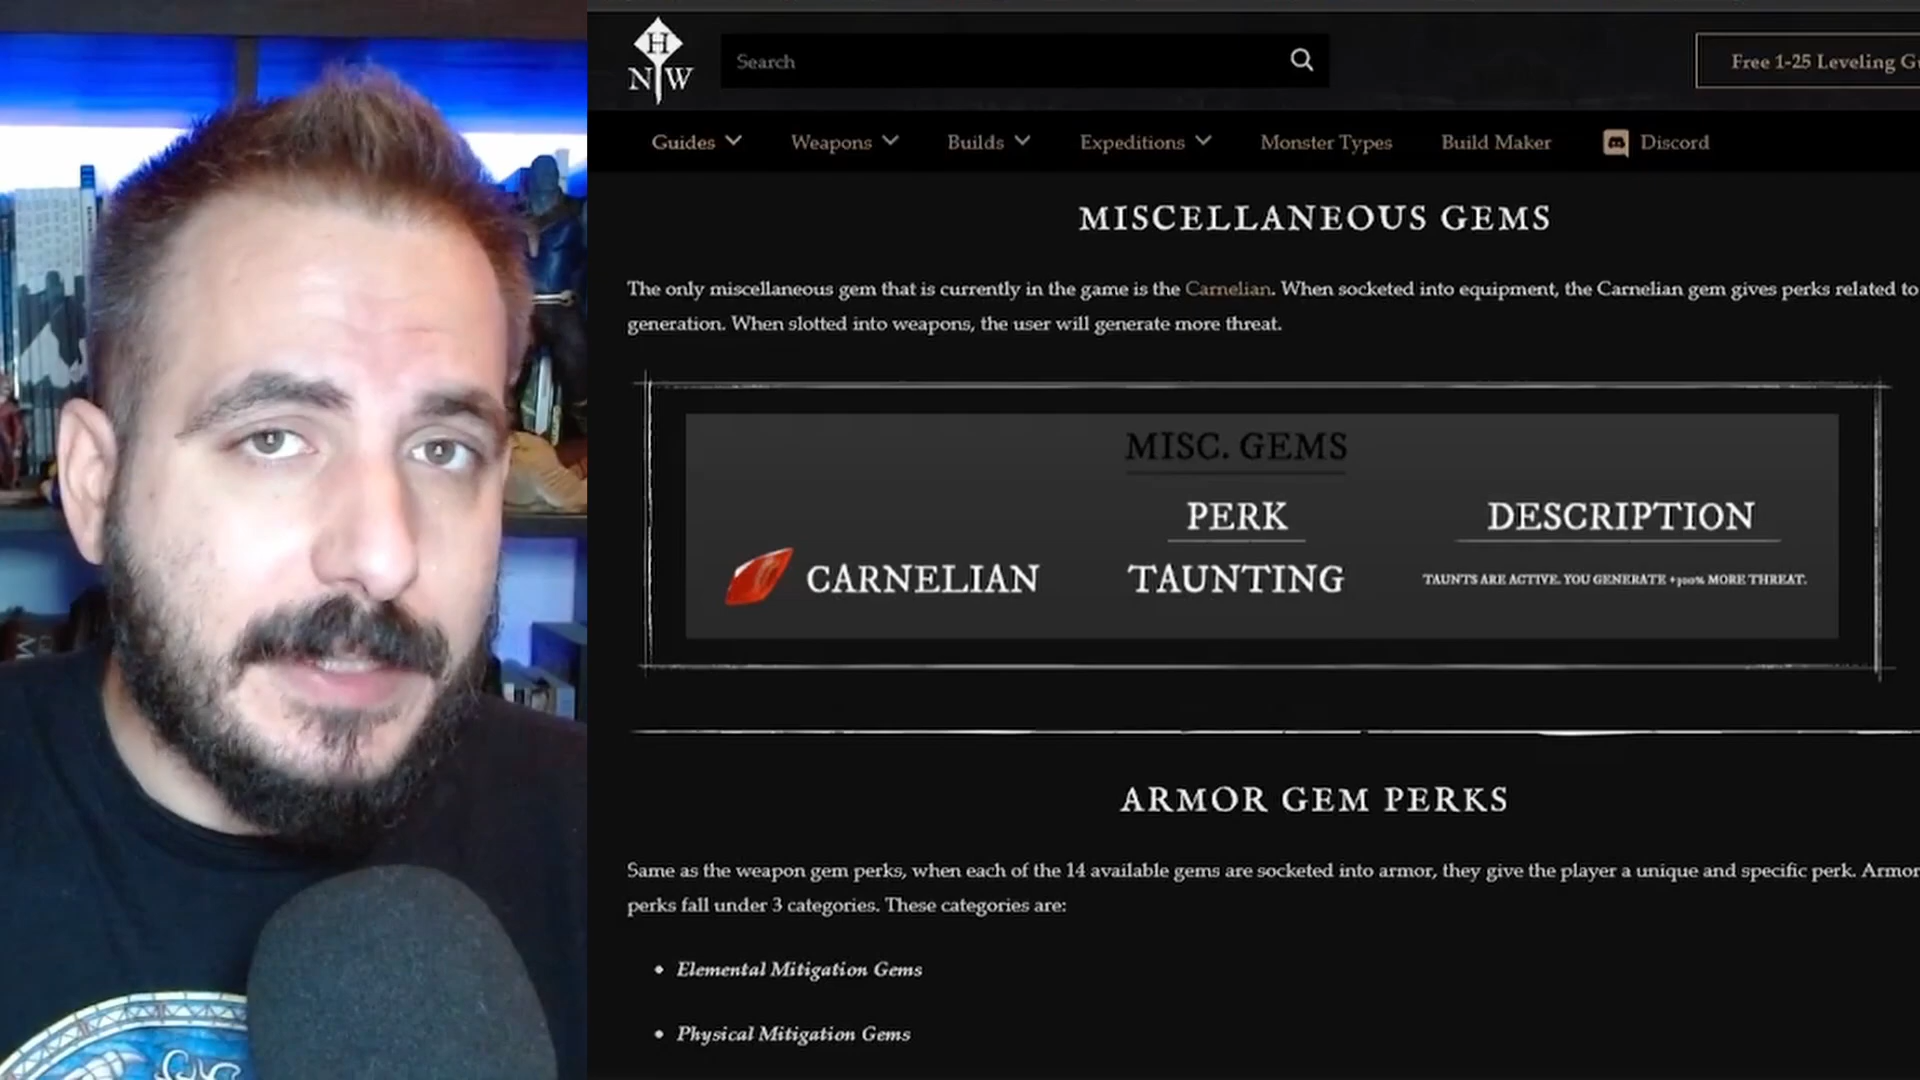 H
N W
Search
Free 1-25 Leveling
Guides
Weapons
Builds
Expeditions
Monster Types
Build Maker
Discord
MISCELLANEOUS GEMS
The only miscellaneous gem that is currently in the game is the Carnelian. When socketed into equipment, the Carnelian gem gives perks related to
generation. When slotted into weapons, the user will generate more threat.
MISC. GEMS
PERK
DESCRIPTION
CARNELIAN
TAUNTING
TAUNTS ARE ACTIVE. YOU GENERATE +300% MORE THREAT.
ARMOR GEM PERKS
Same as the weapon gem perks, when each of the 14 available gems are socketed into armor, they give the player a unique and specific perk. Armor
perks fall under 3 categories. These categories are:
• Elemental Mitigation Gems
• Physical Mitigation Gems